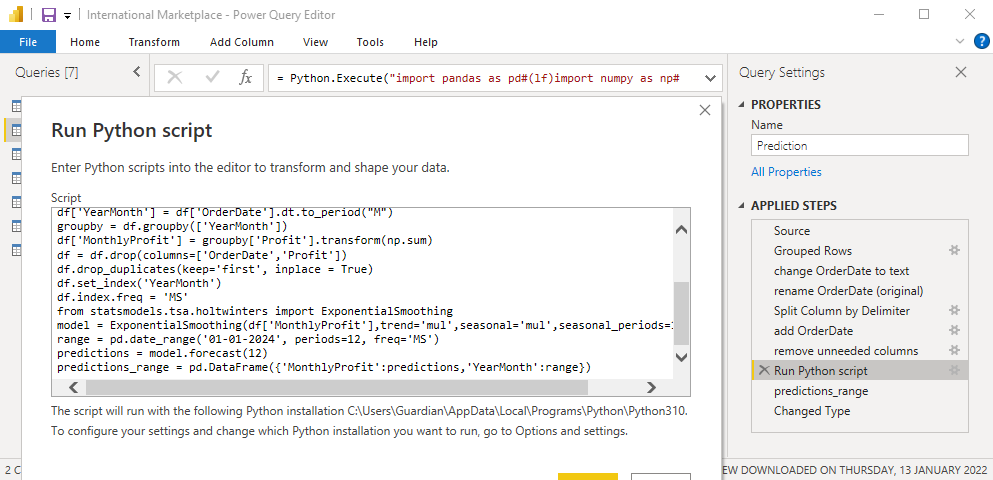 International Marketplace - Power Query Editor
File Home Transform Add Column View Tools Help
Queries [7]
fx = Python.Execute("import pandas as pd#(lf)import numpy as np#
Query Settings
PROPERTIES
Name
Prediction
All Properties
APPLIED STEPS
Source
Grouped Rows
change OrderDate to text
rename OrderDate (original)
Split Column by Delimiter
add OrderDate
remove unneeded columns
Run Python script
predictions_range
Changed Type
Run Python script
Enter Python scripts into the editor to transform and shape your data.
Script
df['YearMonth'] = df['OrderDate'].dt.to_period("M")
groupby = df.groupby(['YearMonth'])
df['MonthlyProfit'] = groupby['Profit'].transform(np.sum)
df = df.drop(columns=['OrderDate','Profit'])
df.drop_duplicates(keep='first', inplace = True)
df.set_index('YearMonth')
df.index.freq = 'MS'
from statsmodels.tsa.holtwinters import ExponentialSmoothing
model = ExponentialSmoothing(df['MonthlyProfit'],trend='mul',seasonal='mul',seasonal_periods=
range = pd.date_range('01-01-2024', periods=12, freq='MS')
predictions = model.forecast(12)
predictions_range = pd.DataFrame({'MonthlyProfit':predictions,'YearMonth':range})
The script will run with the following Python installation C:\Users\Guardian\AppData\Local\Programs\Python\Python310.
To configure your settings and change which Python installation you want to run, go to Options and settings.
2 C
EW DOWNLOADED ON THURSDAY, 13 JANUARY 2022